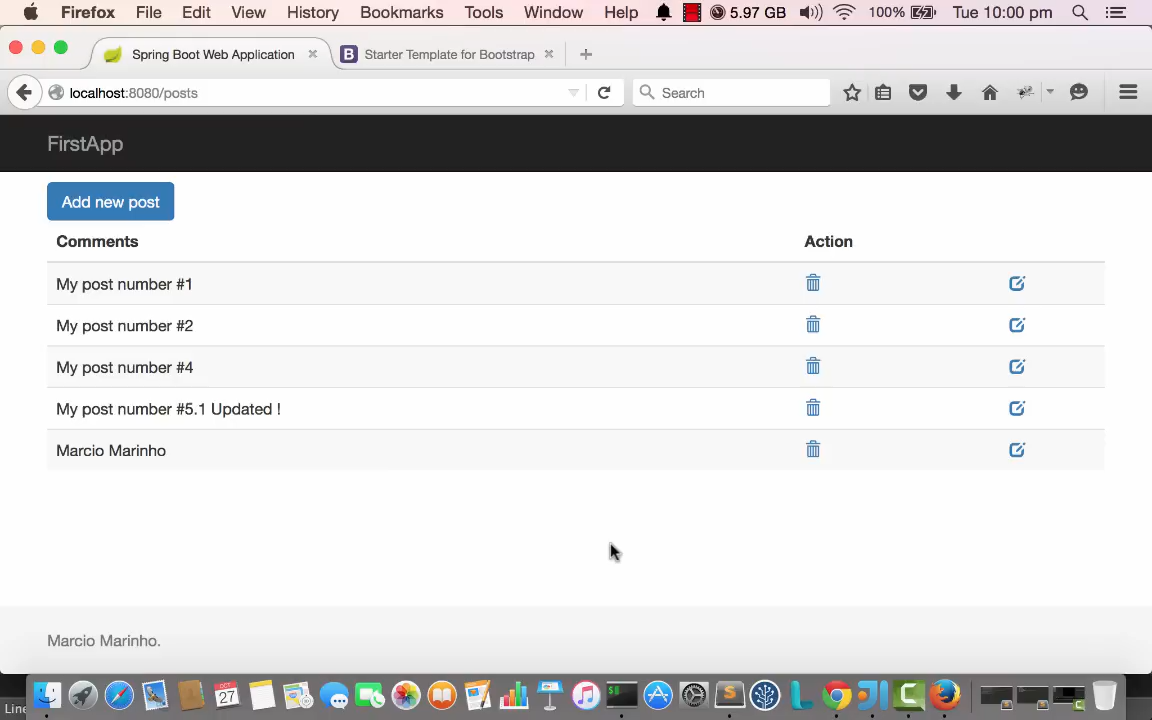 Firefox File Edit View History Bookmarks Tools Window Help 5.97 GB 100% Tue 10:00 pm
Spring Boot Web Application Starter Template for Bootstrap
localhost:8080/posts Search
FirstApp
Add new post
Comments Action
My post number #1
My post number #2
My post number #4
My post number #5.1 Updated !
Marcio Marinho
Marcio Marinho.
OCT
27
Line